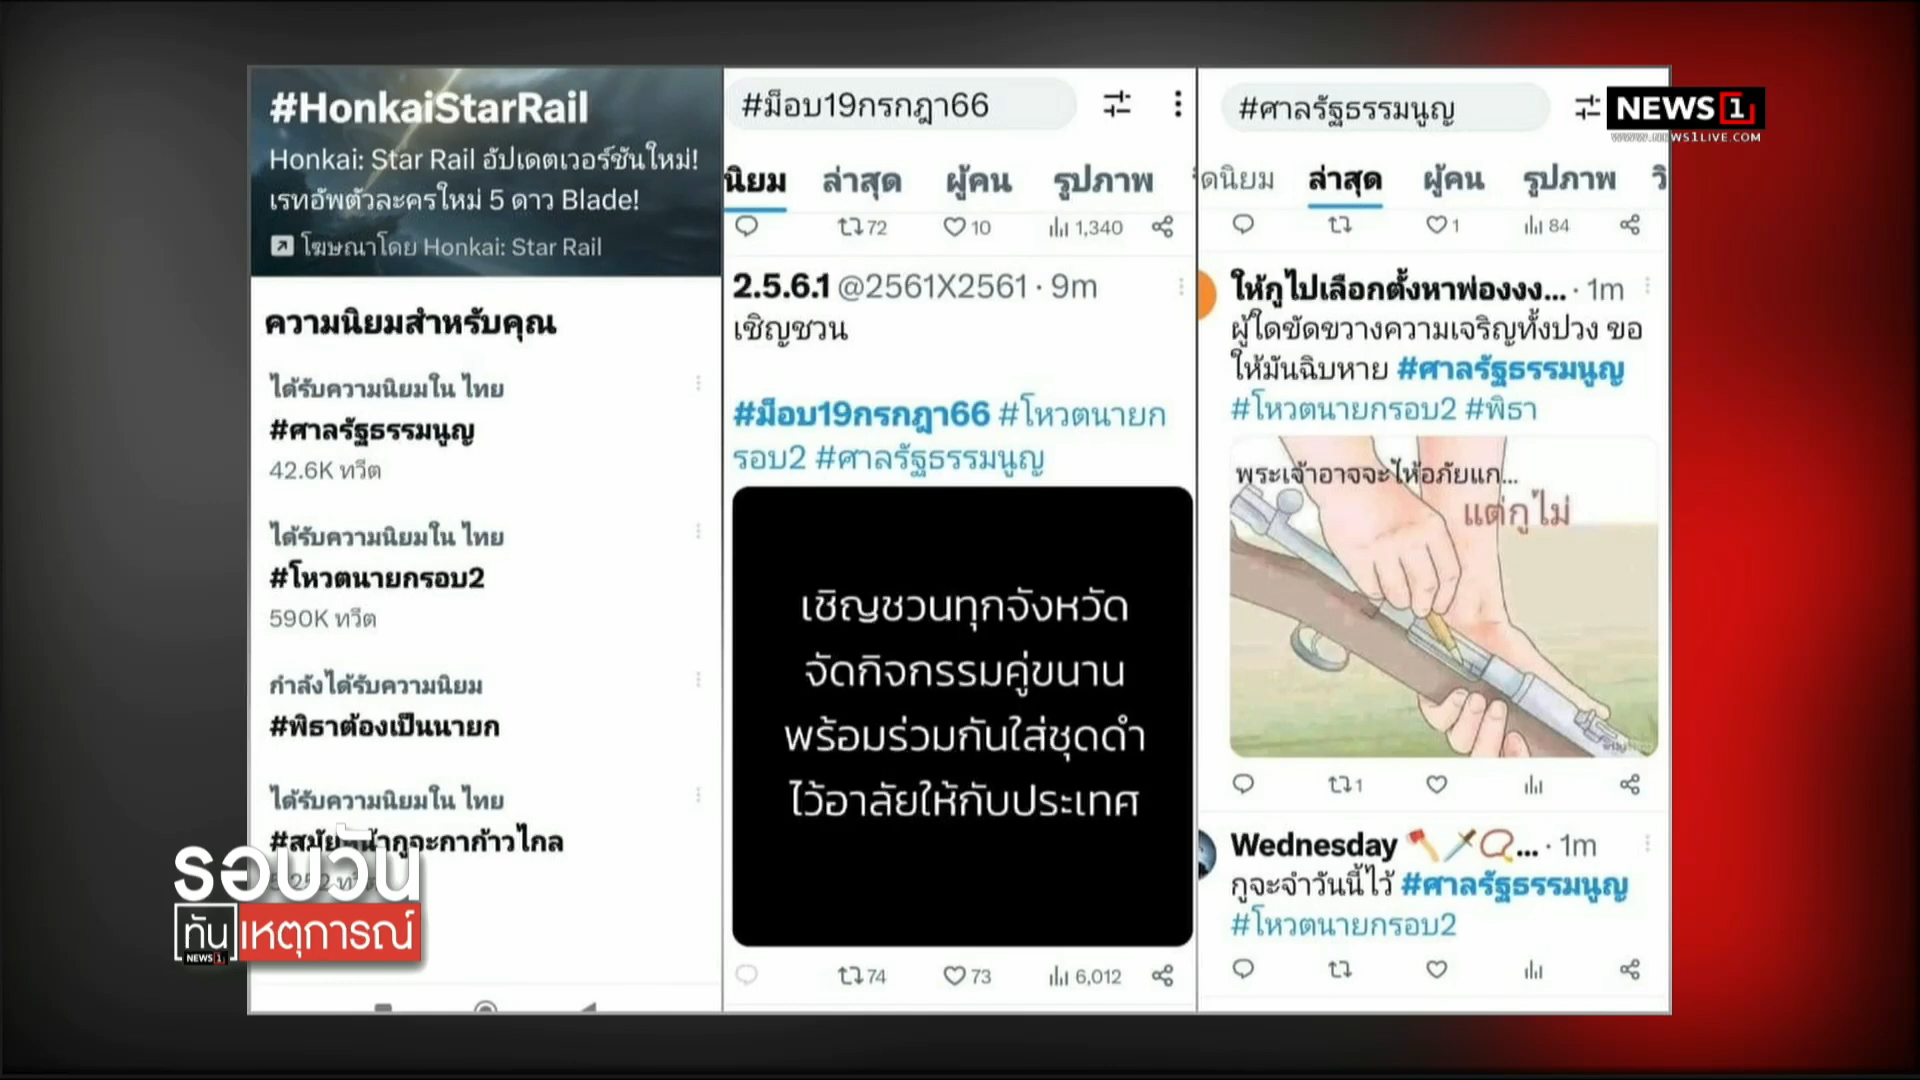 NEWS 1
WWW.NEWS1LIVE.COM
#HonkaiStarRail
Honkai: Star Rail อัปเดตเวอร์ชันใหม่!
เรทอัพตัวละครใหม่ 5 ดาว Blade!
โฆษณาโดย Honkai: Star Rail
ความนิยมสำหรับคุณ
ได้รับความนิยมใน ไทย
#ศาลรัฐธรรมนูญ
42.6K ทวีต
ได้รับความนิยมใน ไทย
#โหวตนายกรอบ2
590K ทวีต
กำลังได้รับความนิยม
#พิธาต้องเป็นนายก
ได้รับความนิยมใน ไทย
#สมัยหน้ากูจะกาก้าวไกล
รอบวัน
ทันเหตุการณ์
NEWS 1
#ม็อบ19กรกฎา66
นิยม ล่าสุด ผู้คน รูปภาพ
72 10 1,340
2.5.6.1 @2561X2561 · 9m
เชิญชวน
#ม็อบ19กรกฎา66 #โหวตนายก
รอบ2 #ศาลรัฐธรรมนูญ
เชิญชวนทุกจังหวัด
จัดกิจกรรมคู่ขนาน
พร้อมร่วมกันใส่ชุดดำ
ไว้อาลัยให้กับประเทศ
74 73 6,012
#ศาลรัฐธรรมนูญ
ดนิยม ล่าสุด ผู้คน รูปภาพ วิ
1 84
ให้กูไปเลือกตั้งหาพ่องงง... · 1m
ผู้ใดขัดขวางความเจริญทั้งปวง ขอ
ให้มันฉิบหาย #ศาลรัฐธรรมนูญ
#โหวตนายกรอบ2 #พิธา
พระเจ้าอาจจะให้อภัยแก...
แต่กูไม่
1
Wednesday 🪓🗡📿... · 1m
กูจะจำวันนี้ไว้ #ศาลรัฐธรรมนูญ
#โหวตนายกรอบ2